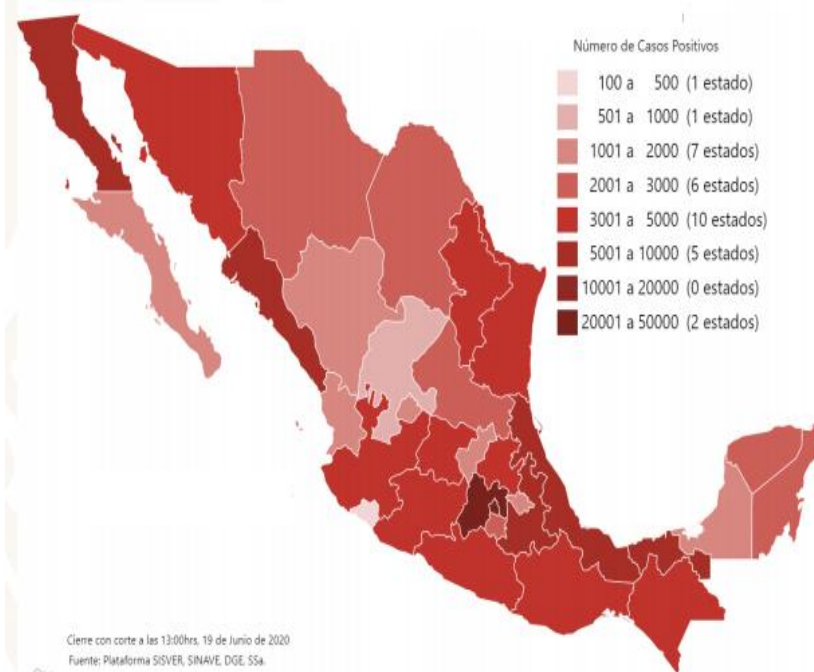 Número de Casos Positivos
100 a 500 (1 estado)
501 a 1000 (1 estado)
1001 a 2000 (7 estados)
2001 a 3000 (6 estados)
3001 a 5000 (10 estados)
5001 a 10000 (5 estados)
10001 a 20000 (0 estados)
20001 a 50000 (2 estados)
Cierre con corte a las 13:00hrs, 19 de Junio de 2020
Fuente: Plataforma SISVER, SINAVE, DGE, SSa.